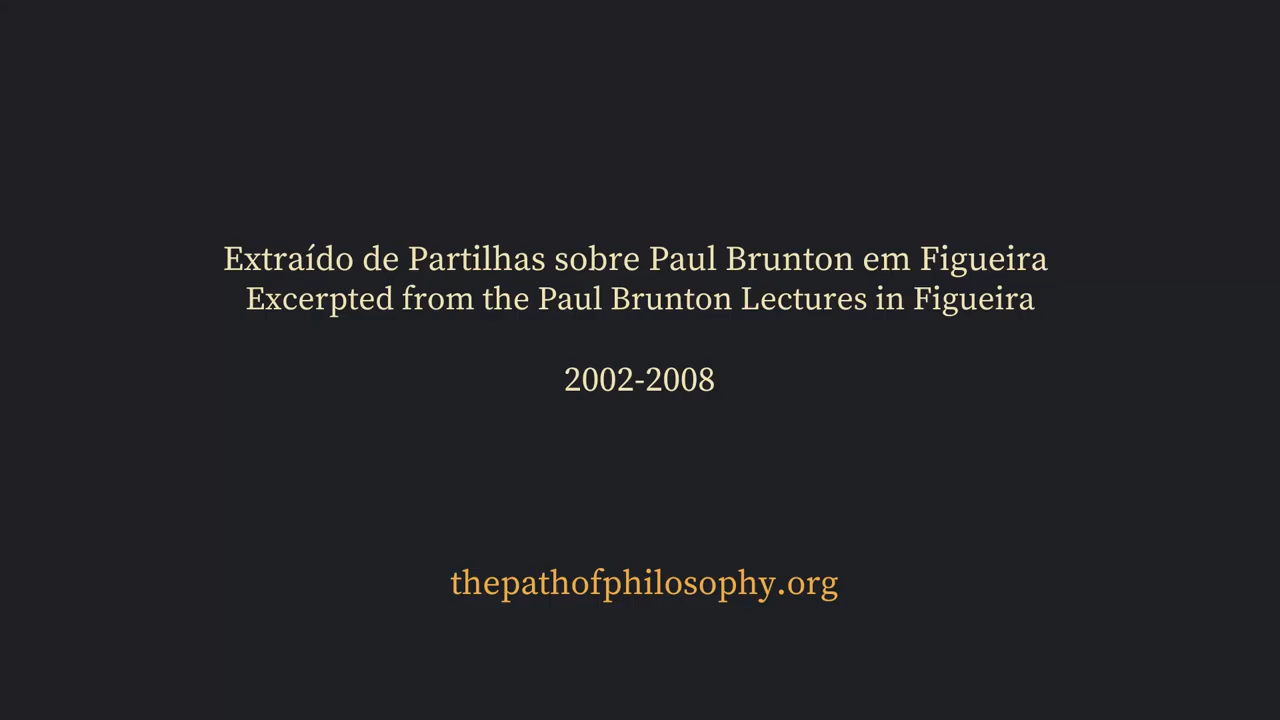 Extraído de Partilhas sobre Paul Brunton em Figueira
Excerpted from the Paul Brunton Lectures in Figueira
2002-2008
thepathofphilosophy.org